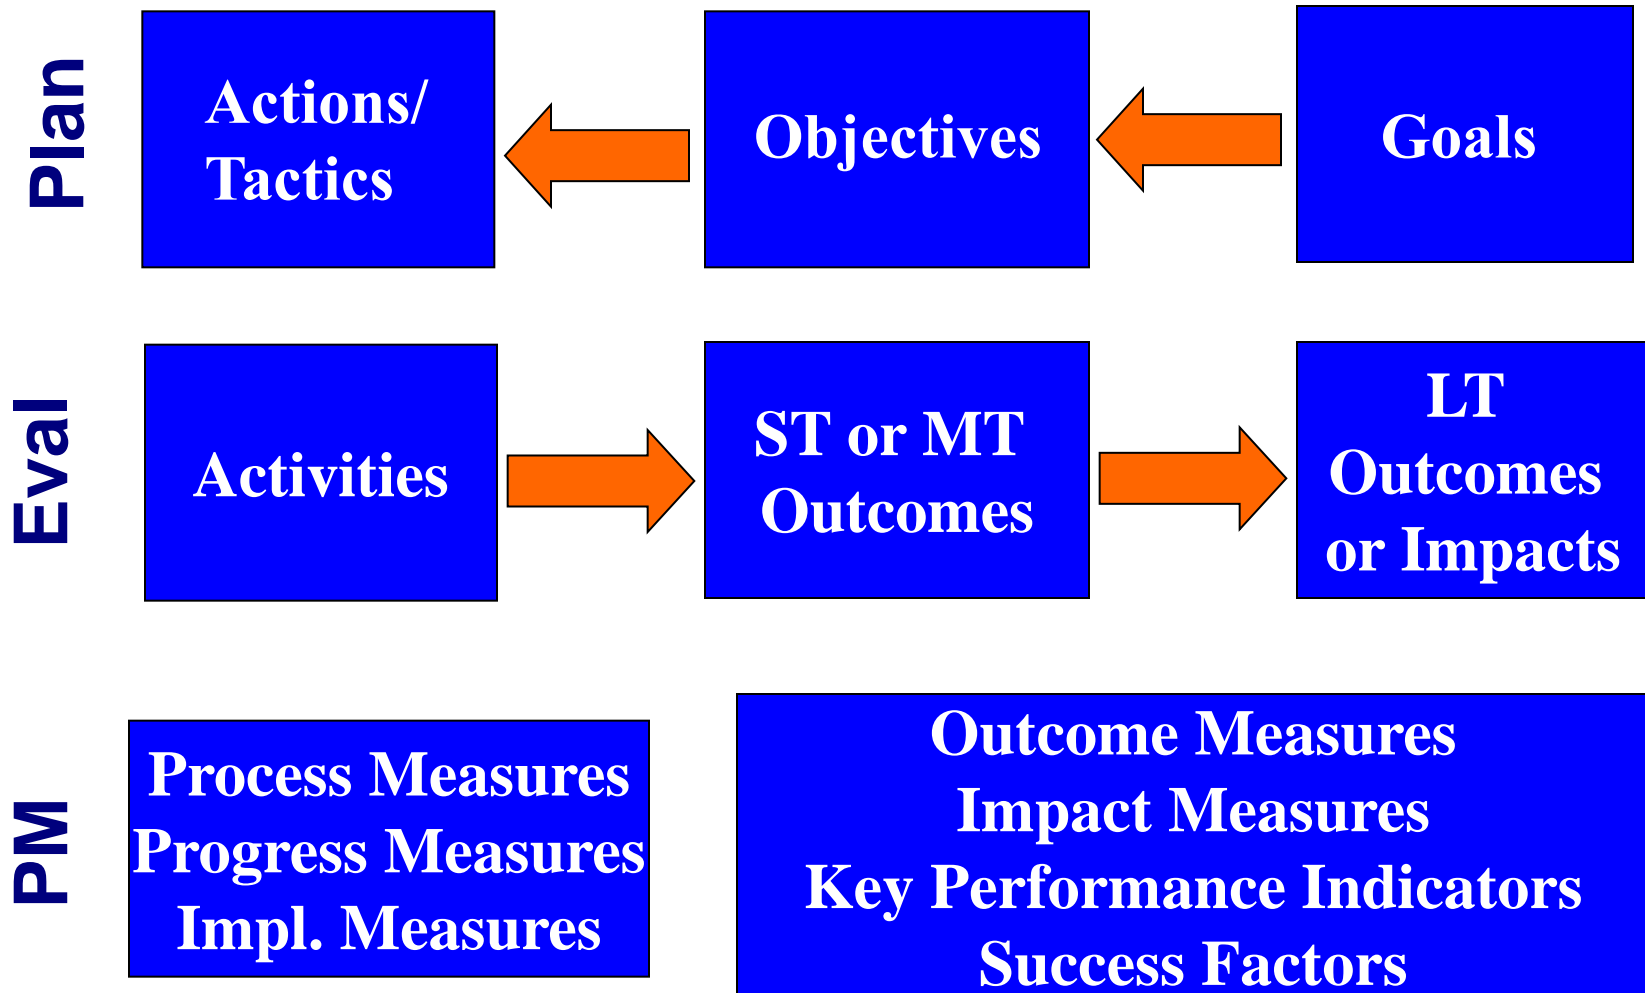 Plan
Actions/
Tactics
Objectives
Goals
Eval
Activities
ST or MT
Outcomes
LT
Outcomes
or Impacts
PM
Process Measures
Progress Measures
Impl. Measures
Outcome Measures
Impact Measures
Key Performance Indicators
Success Factors